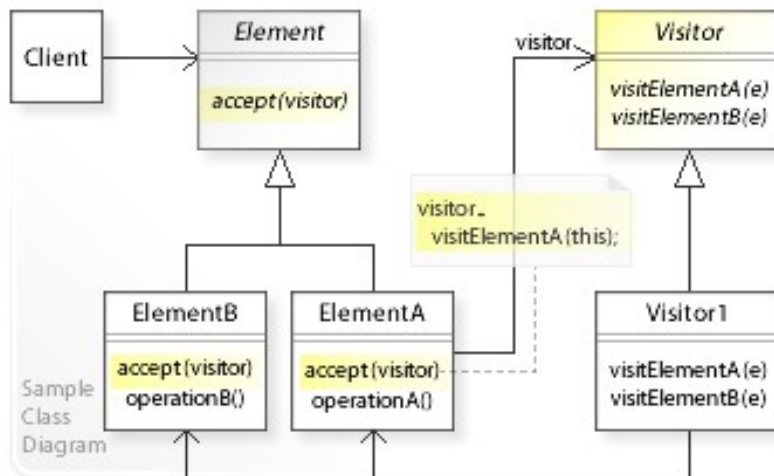 Client
Element
accept(visitor)
visitor
Visitor
visitElementA(e)
visitElementB(e)
visitor.
visitElementA(this);
ElementB
accept(visitor)
operationB()
ElementA
accept(visitor)
operationA()
Visitor1
visitElementA(e)
visitElementB(e)
Sample
Class
Diagram